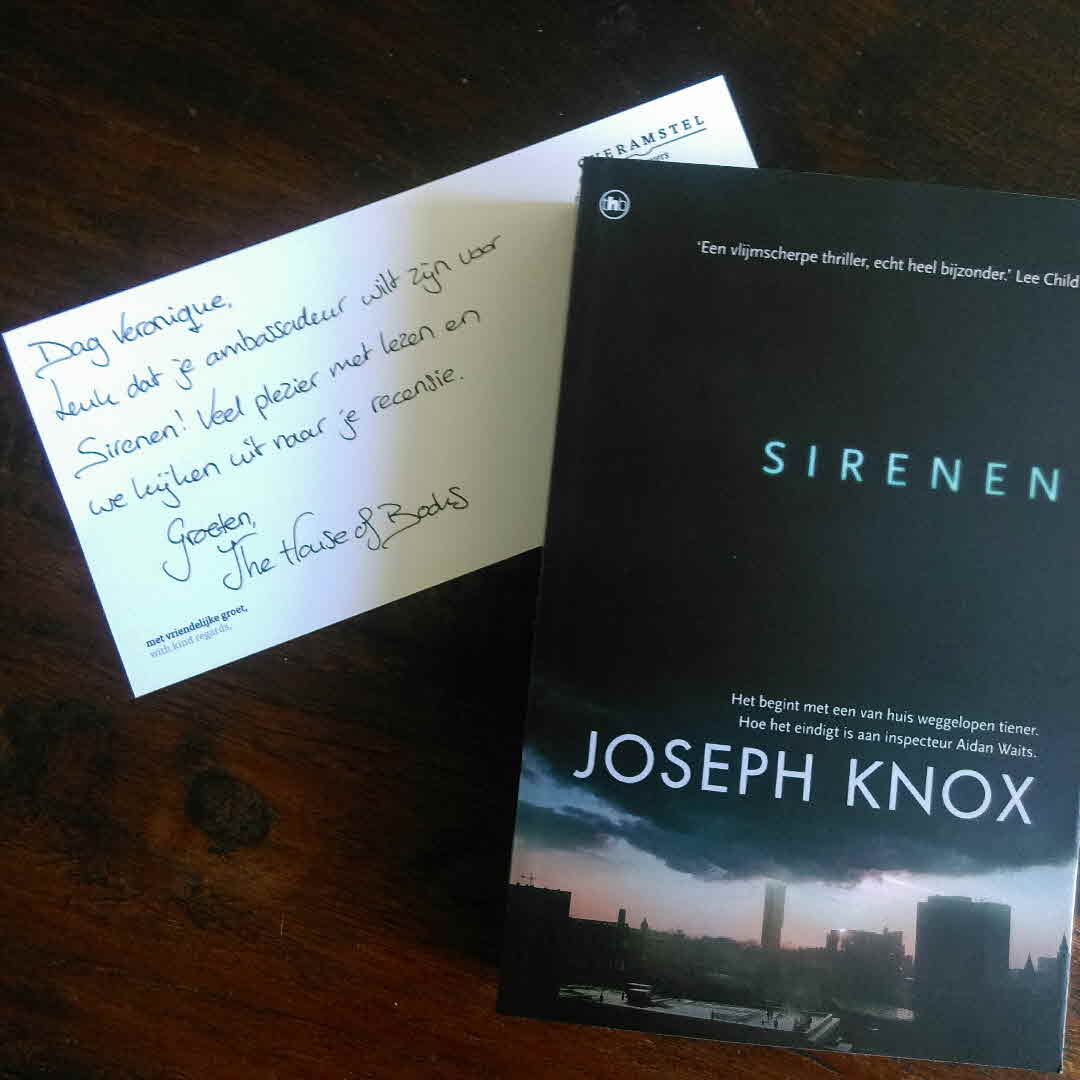 OVERAMSTEL
Dag Veronique,
Leuk dat je ambassadeur wilt zijn voor
Sirenen! Veel plezier met lezen en
we kijken uit naar je recensie.
Groeten,
The House of Books
met vriendelijke groet,
with kind regards,
thb
'Een vlijmscherpe thriller, echt heel bijzonder.' Lee Child
SIRENEN
Het begint met een van huis weggelopen tiener.
Hoe het eindigt is aan inspecteur Aidan Waits.
JOSEPH KNOX